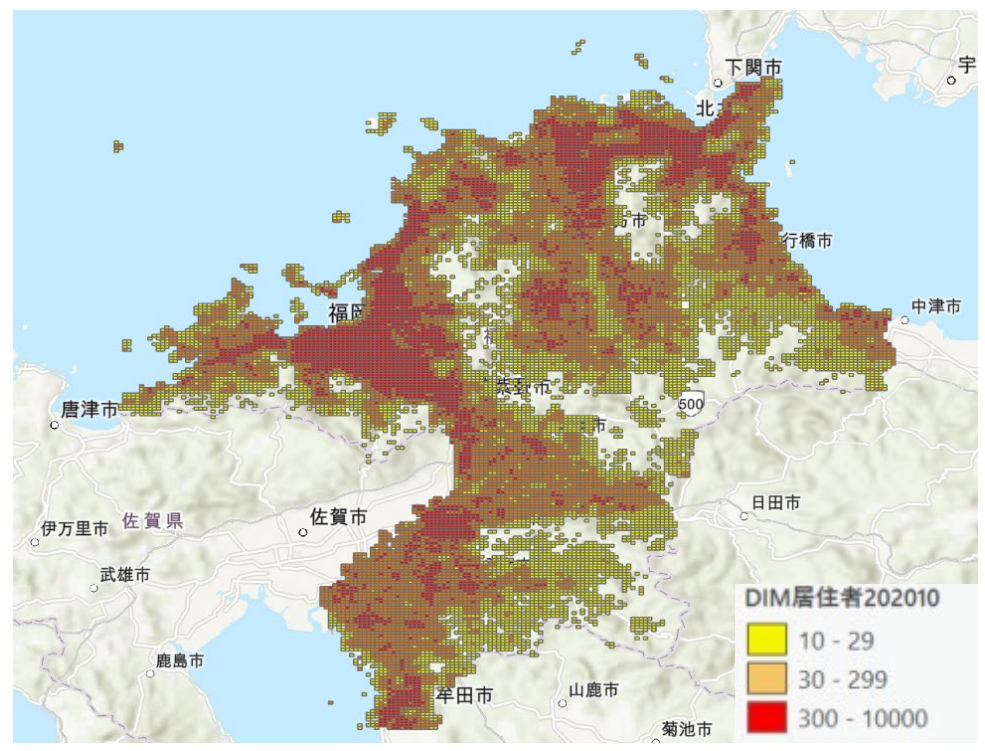 下関市
宇
北
市
行橋市
中津市
福岡
市
唐津市
500
佐賀県
佐賀市
伊万里市
日田市
武雄市
鹿島市
牟田市
山鹿市
菊池市
DIM居住者202010
10 - 29
30 - 299
300 - 10000